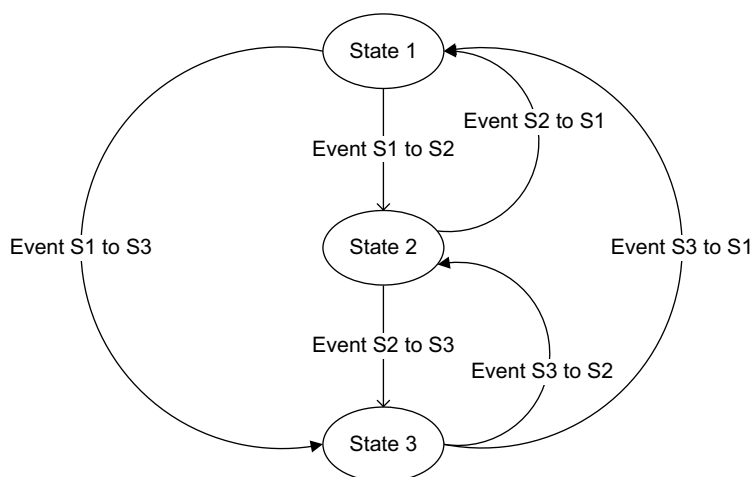 State 1
Event S2 to S1
Event S1 to S2
Event S1 to S3
State 2
Event S3 to S1
Event S2 to S3
Event S3 to S2
State 3